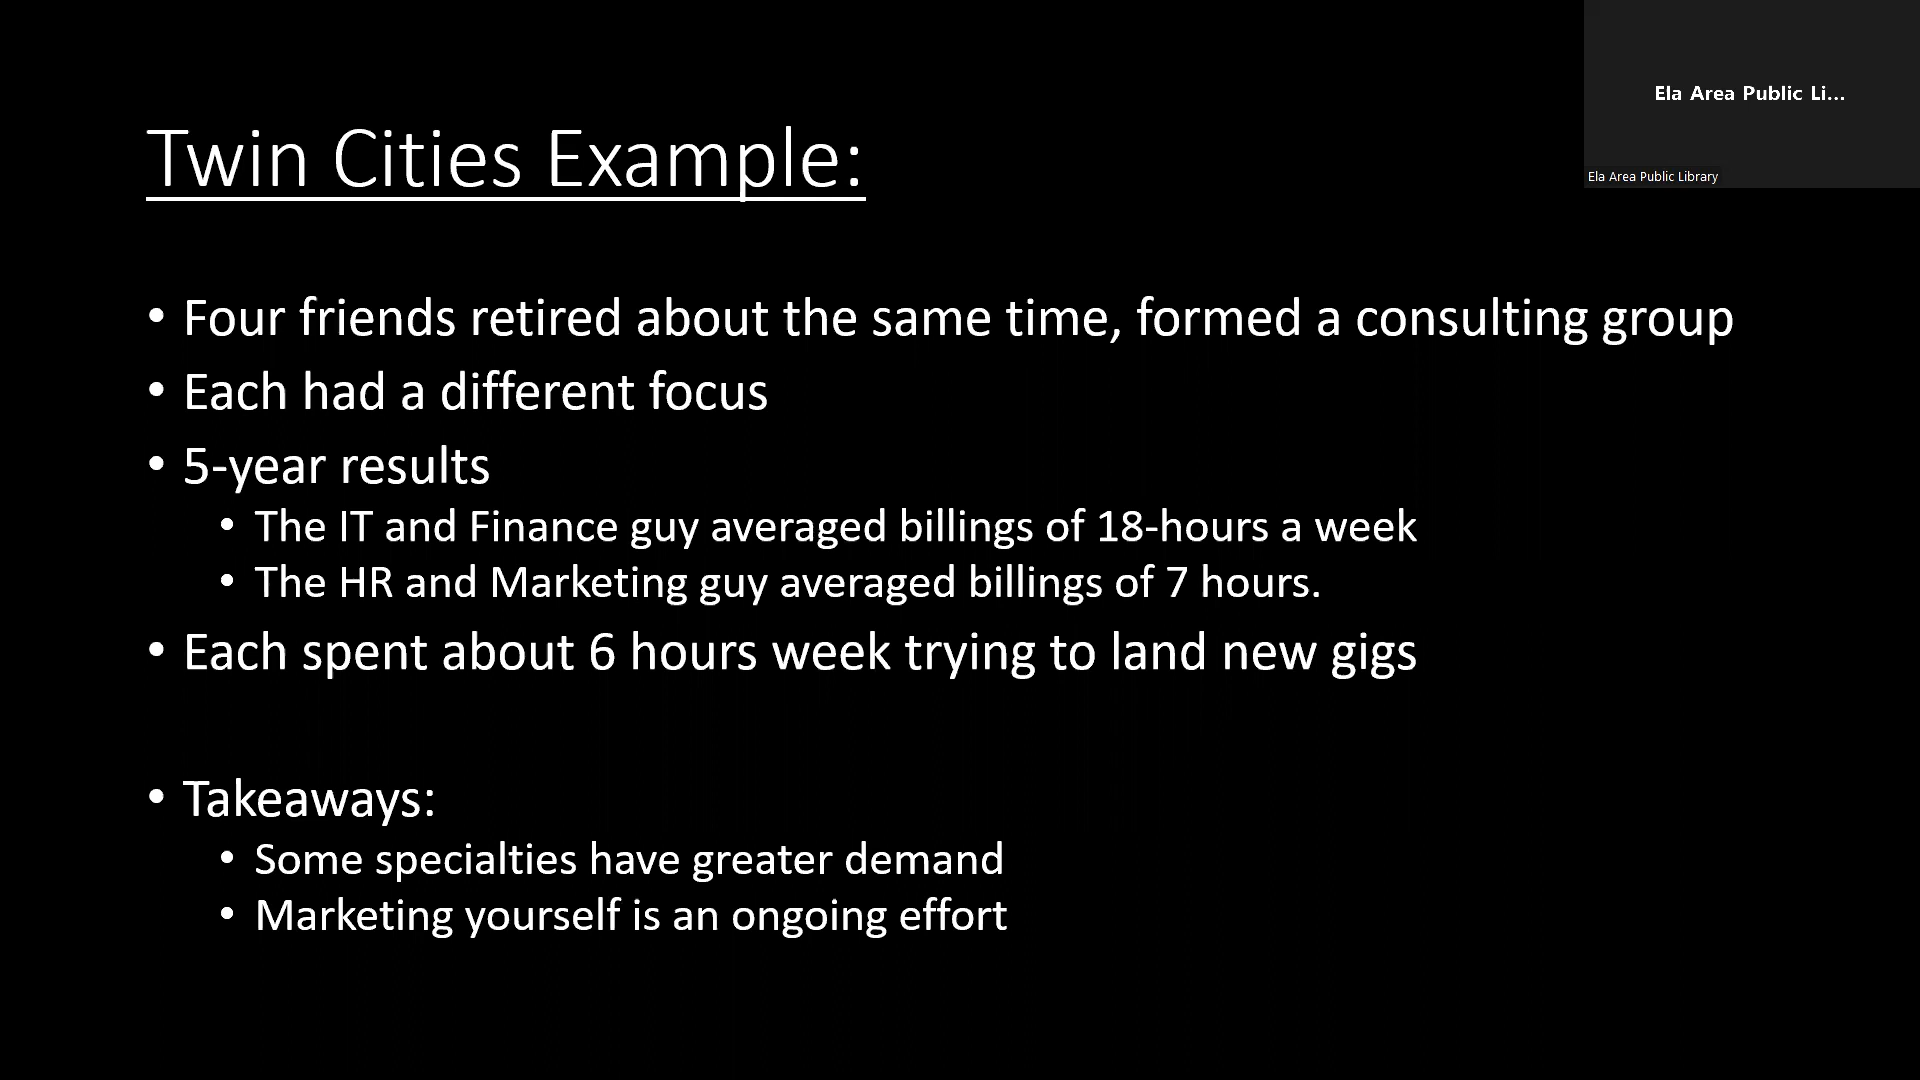 Ela Area Public Li...
Ela Area Public Library
Twin Cities Example:
• Four friends retired about the same time, formed a consulting group
• Each had a different focus
• 5-year results
• The IT and Finance guy averaged billings of 18-hours a week
• The HR and Marketing guy averaged billings of 7 hours.
• Each spent about 6 hours week trying to land new gigs
• Takeaways:
• Some specialties have greater demand
• Marketing yourself is an ongoing effort